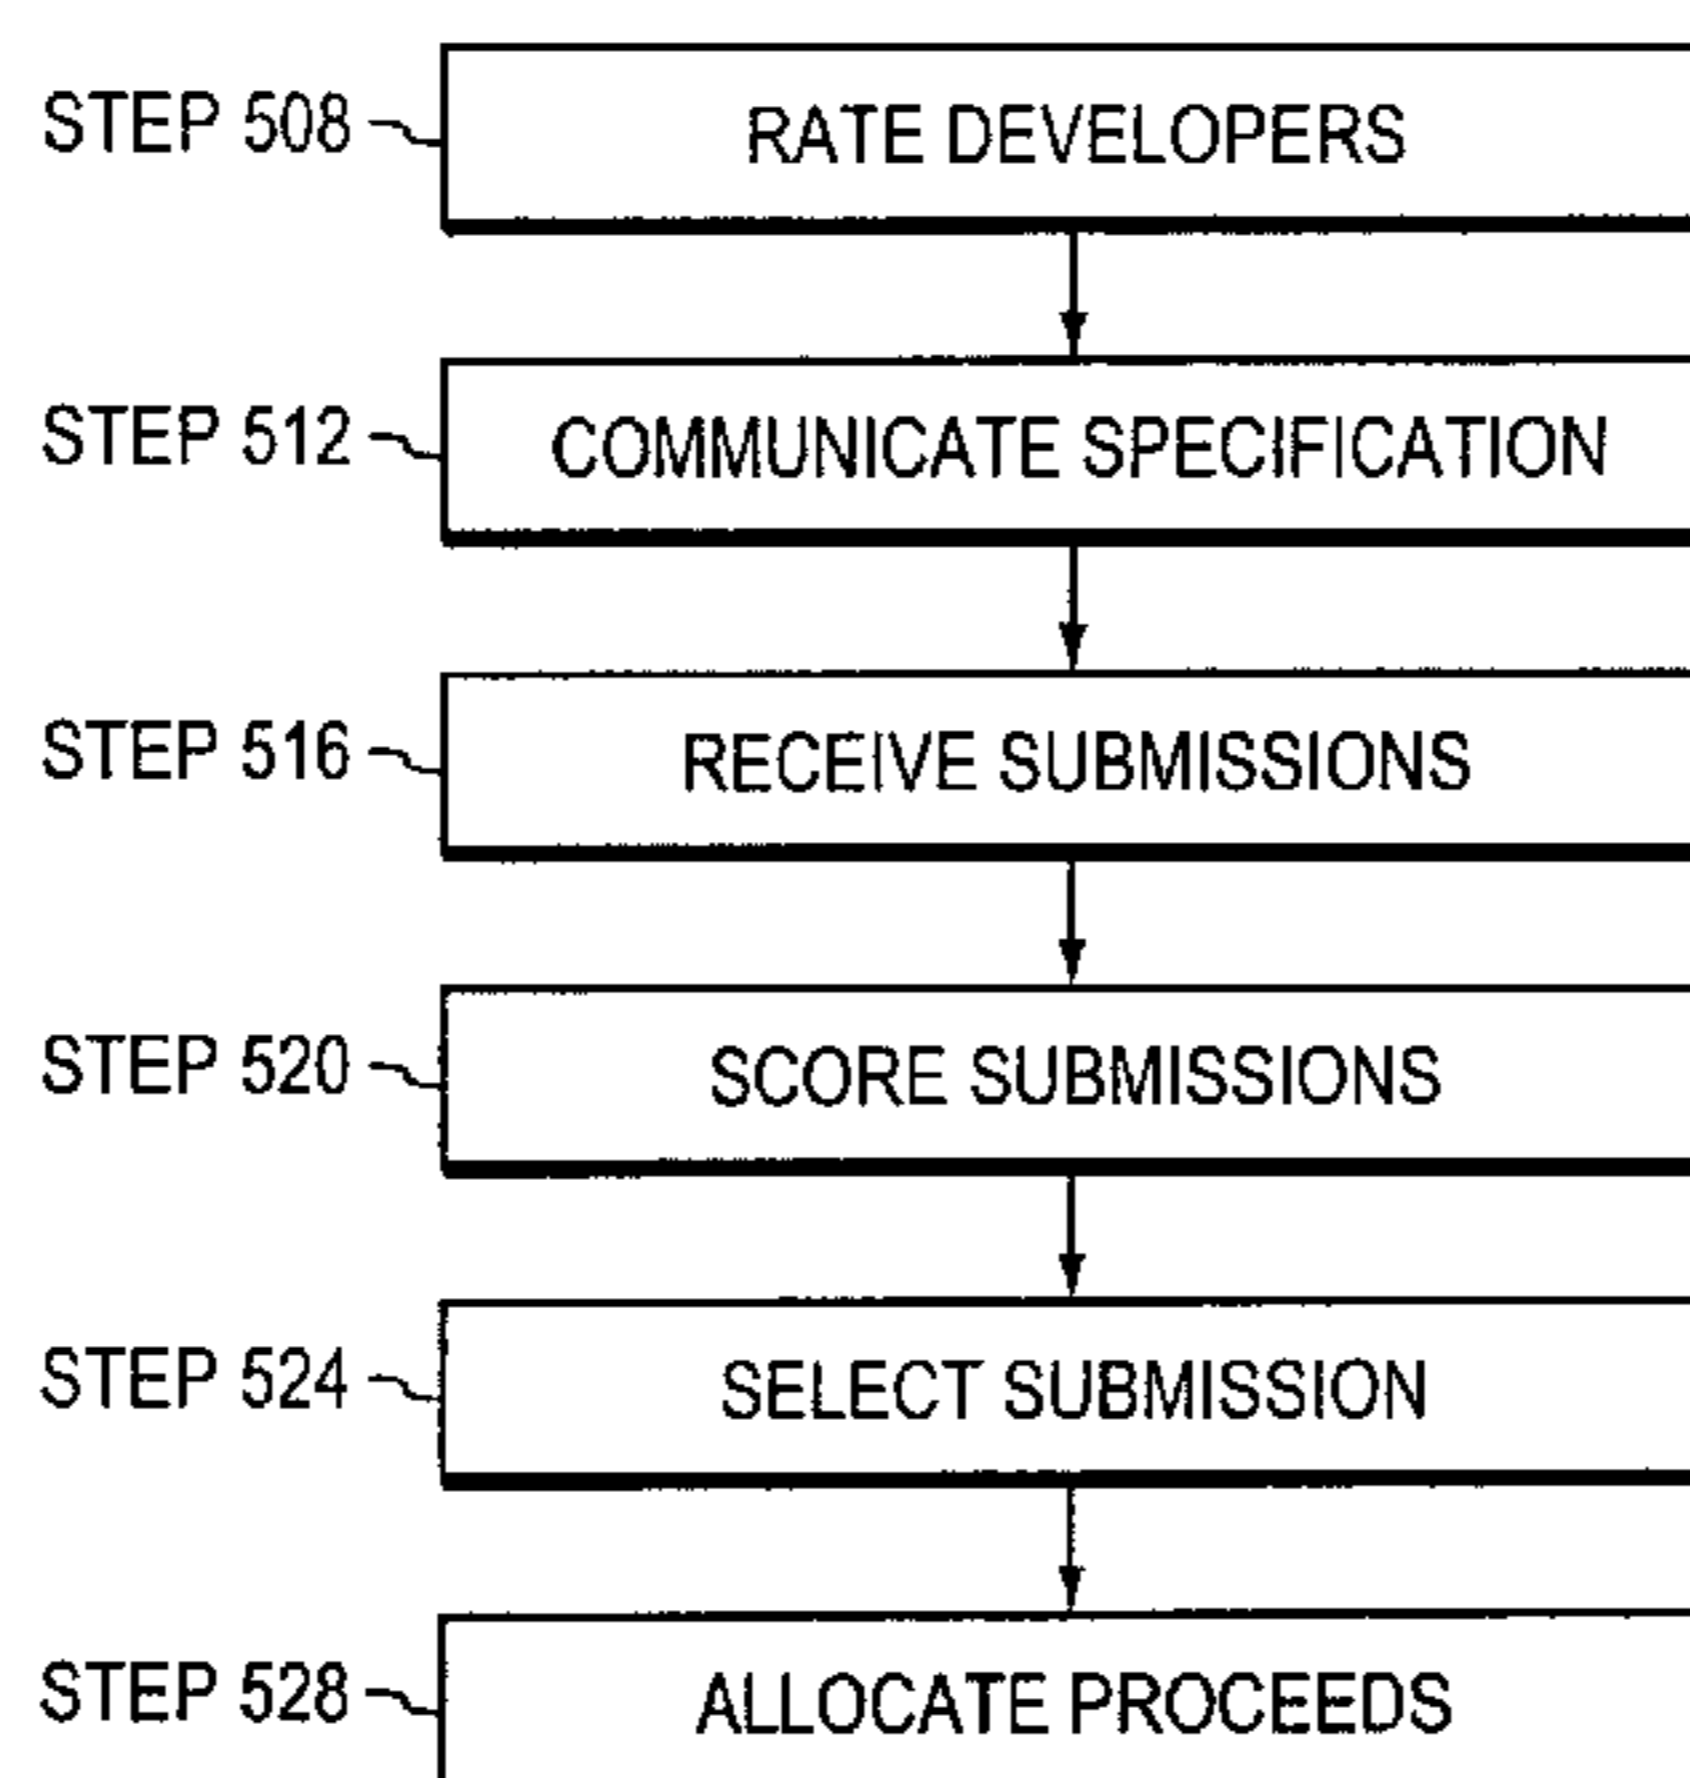 STEP 508 RATE DEVELOPERS
STEP 512 COMMUNICATE SPECIFICATION
STEP 516 RECEIVE SUBMISSIONS
STEP 520 SCORE SUBMISSIONS
STEP 524 SELECT SUBMISSION
STEP 528 ALLOCATE PROCEEDS